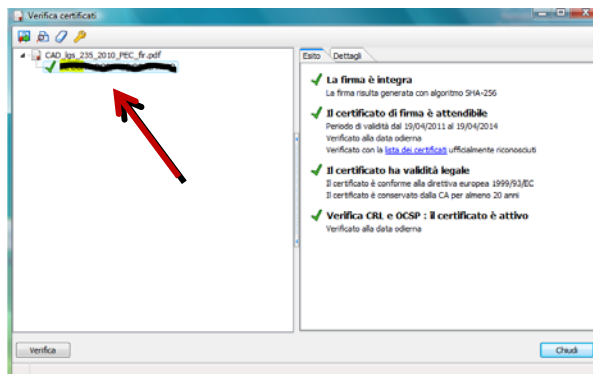 Verifica certificati
CAD_lgs_235_2010_PEC_fir.pdf
Esito Dettagli
La firma è integra
La firma risulta generata con algoritmo SHA-256
Il certificato di firma è attendibile
Periodo di validità dal 19/04/2011 al 19/04/2014
Verificato alla data odierna
Verificato con la lista dei certificati ufficialmente riconosciuti
Il certificato ha validità legale
Il certificato è conforme alla direttiva europea 1999/93/EC
Il certificato è conservato dalla CA per almeno 20 anni
Verifica CRL e OCSP : il certificato è attivo
Verificato alla data odierna
Verifica
Chiudi